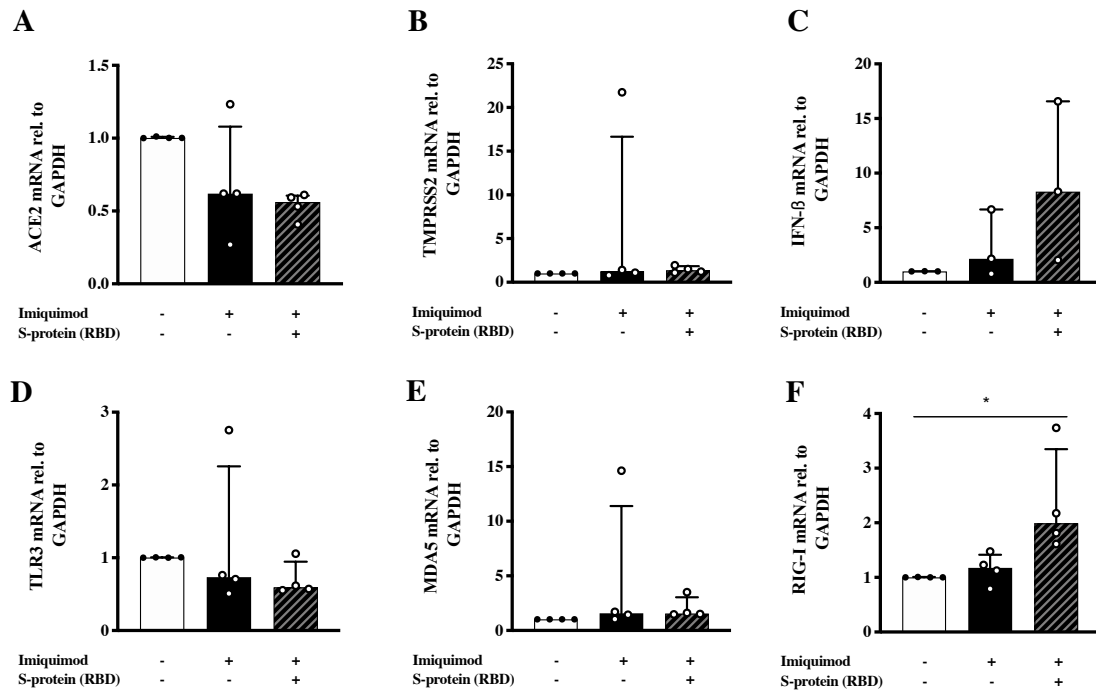 A
ACE2 mRNA rel. to
GAPDH
1.5
1.0
0.5
0.0
Imiquimod - + +
S-protein (RBD) - - +
B
TMPRSS2 mRNA rel. to
GAPDH
25
20
15
10
5
0
Imiquimod - + +
S-protein (RBD) - - +
C
IFN-ß mRNA rel. to
GAPDH
20
15
10
5
0
Imiquimod - + +
S-protein (RBD) - - +
D
TLR3 mRNA rel. to
GAPDH
3
2
1
0
Imiquimod - + +
S-protein (RBD) - - +
E
MDA5 mRNA rel. to
GAPDH
20
15
10
5
0
Imiquimod - + +
S-protein (RBD) - - +
F
RIG-I mRNA rel. to
GAPDH
*
4
3
2
1
0
Imiquimod - + +
S-protein (RBD) - - +